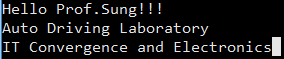 Hello Prof.Sung!!!
Auto Driving Laboratory
IT Convergence and Electronics